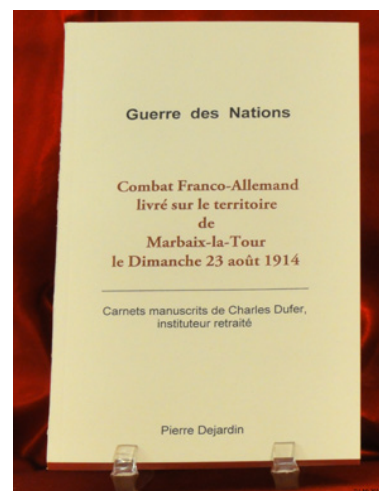 Guerre des Nations
Combat Franco-Allemand
livré sur le territoire
de
Marbaix-la-Tour
le Dimanche 23 août 1914
Carnets manuscrits de Charles Dufer,
instituteur retraité
Pierre Dejardin